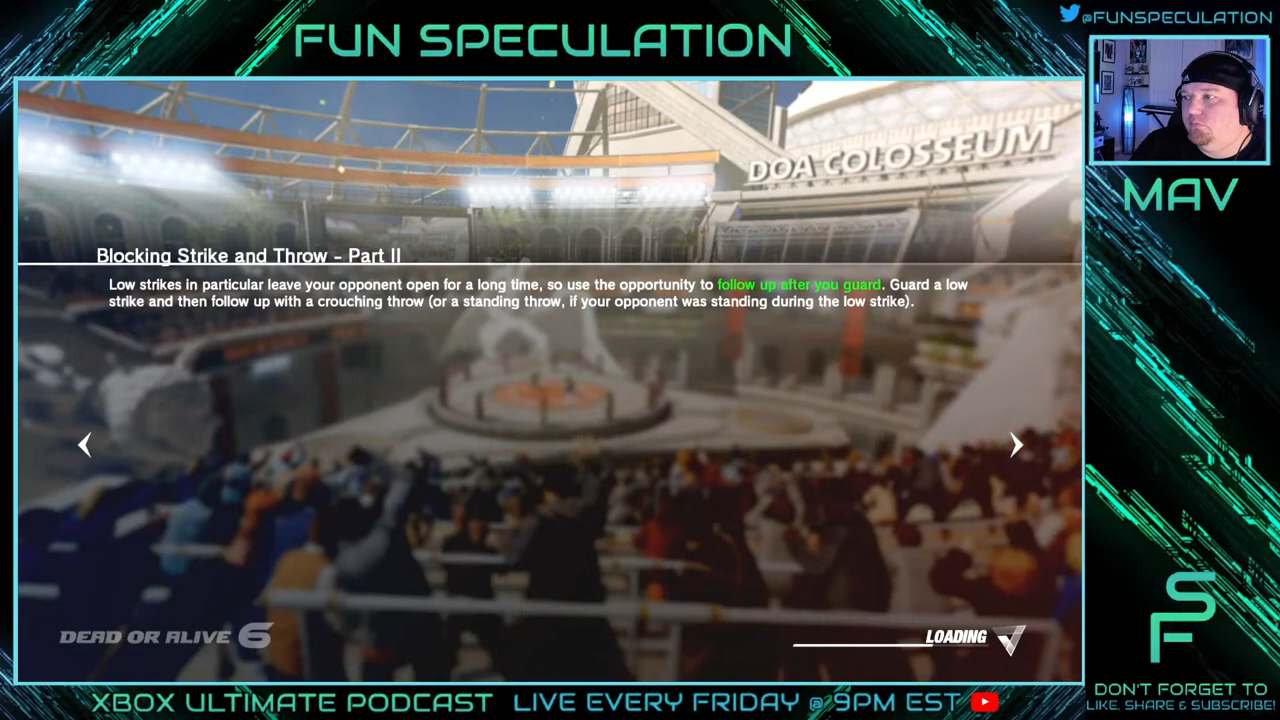 FUN SPECULATION
@FUNSPECULATION
DOA COLOSSEUM
MAV
Blocking Strike and Throw - Part II
Low strikes in particular leave your opponent open for a long time, so use the opportunity to follow up after you guard. Guard a low
strike and then follow up with a crouching throw (or a standing throw, if your opponent was standing during the low strike).
DEAD OR ALIVE 6
LOADING
SF
XBOX ULTIMATE PODCAST LIVE EVERY FRIDAY @ 9PM EST
DON'T FORGET TO
LIKE, SHARE & SUBSCRIBE!